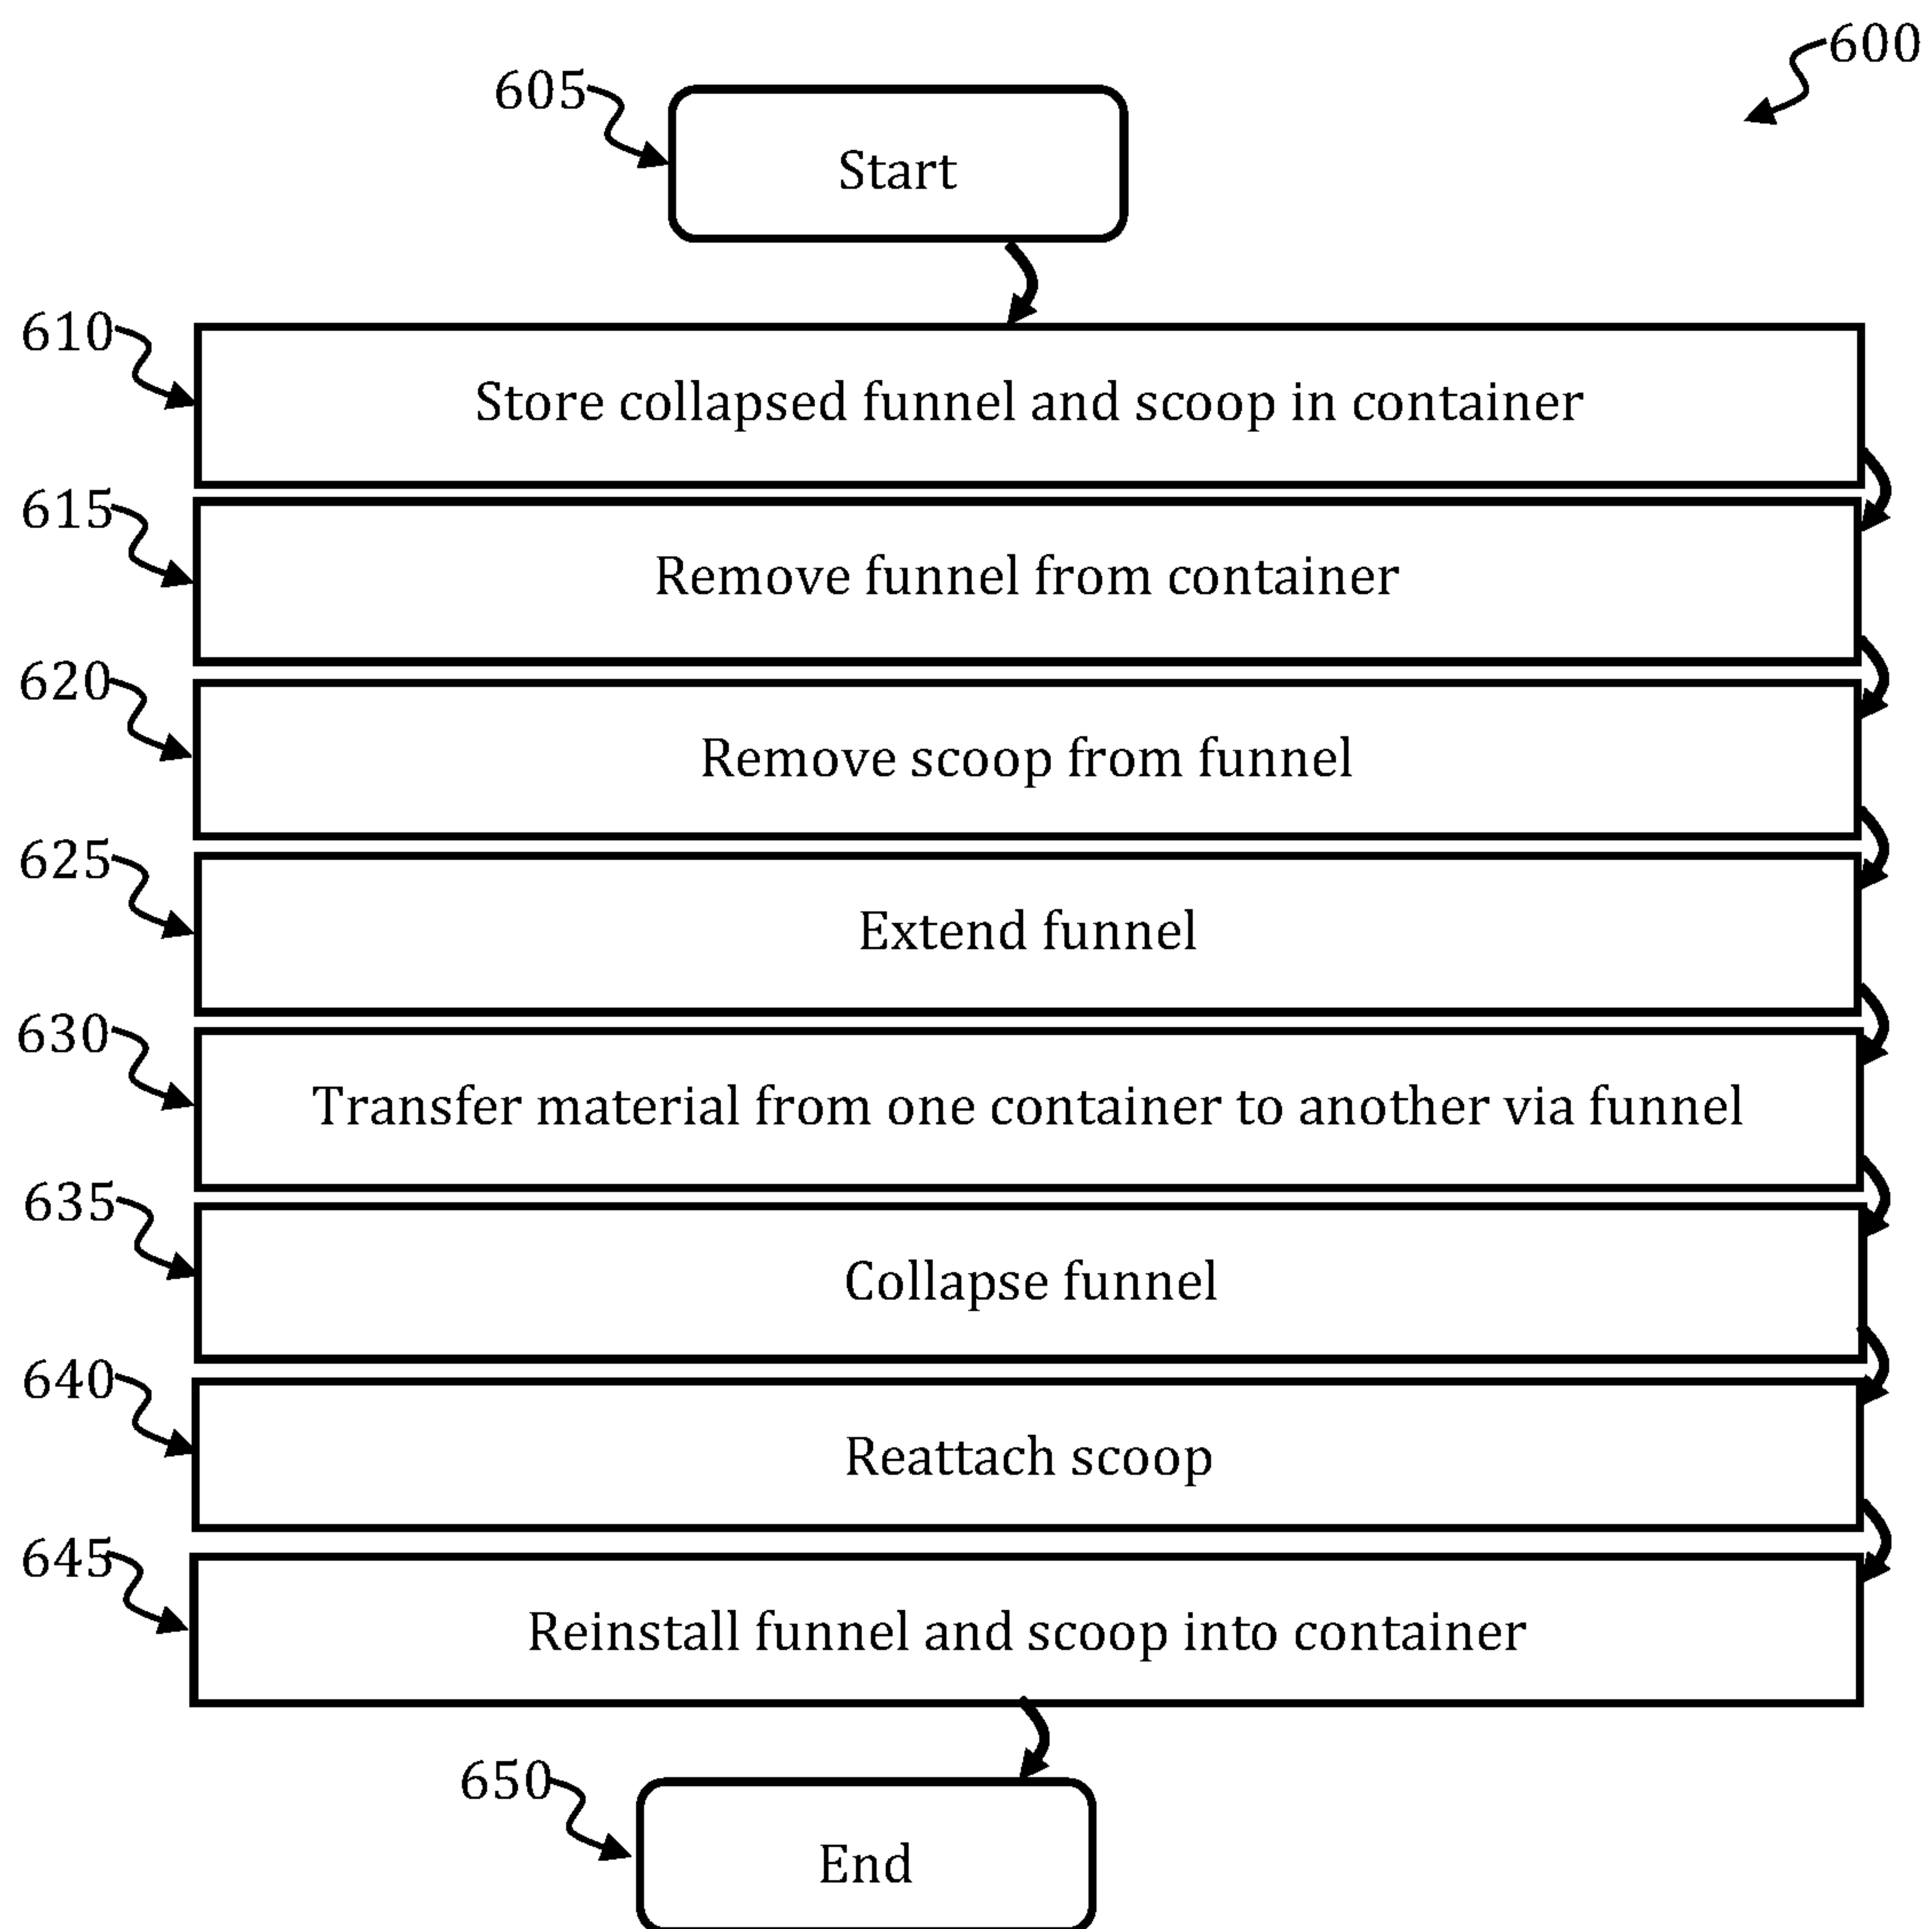 600
605
Start
610
Store collapsed funnel and scoop in container
615
Remove funnel from container
620
Remove scoop from funnel
625
Extend funnel
630
Transfer material from one container to another via funnel
635
Collapse funnel
640
Reattach scoop
645
Reinstall funnel and scoop into container
650
End